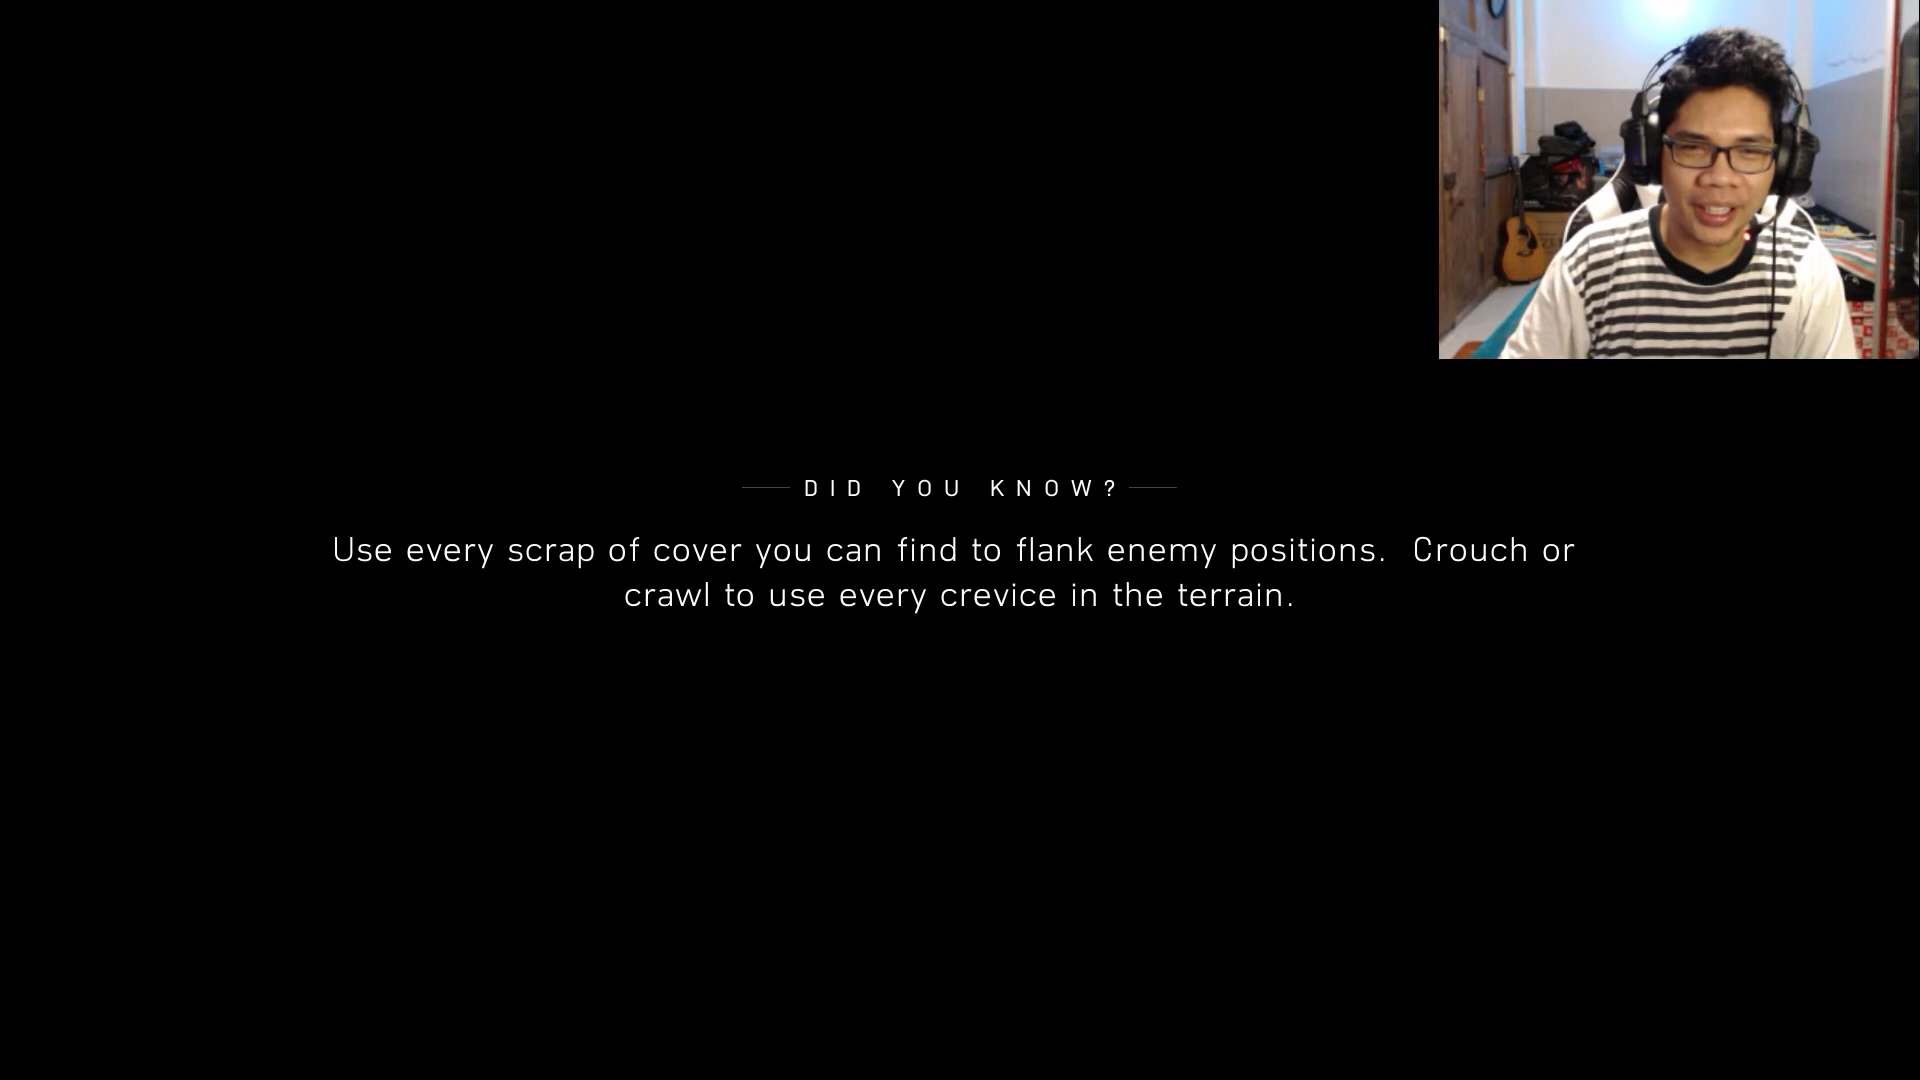 DID YOU KNOW?
Use every scrap of cover you can find to flank enemy positions.  Crouch or
crawl to use every crevice in the terrain.